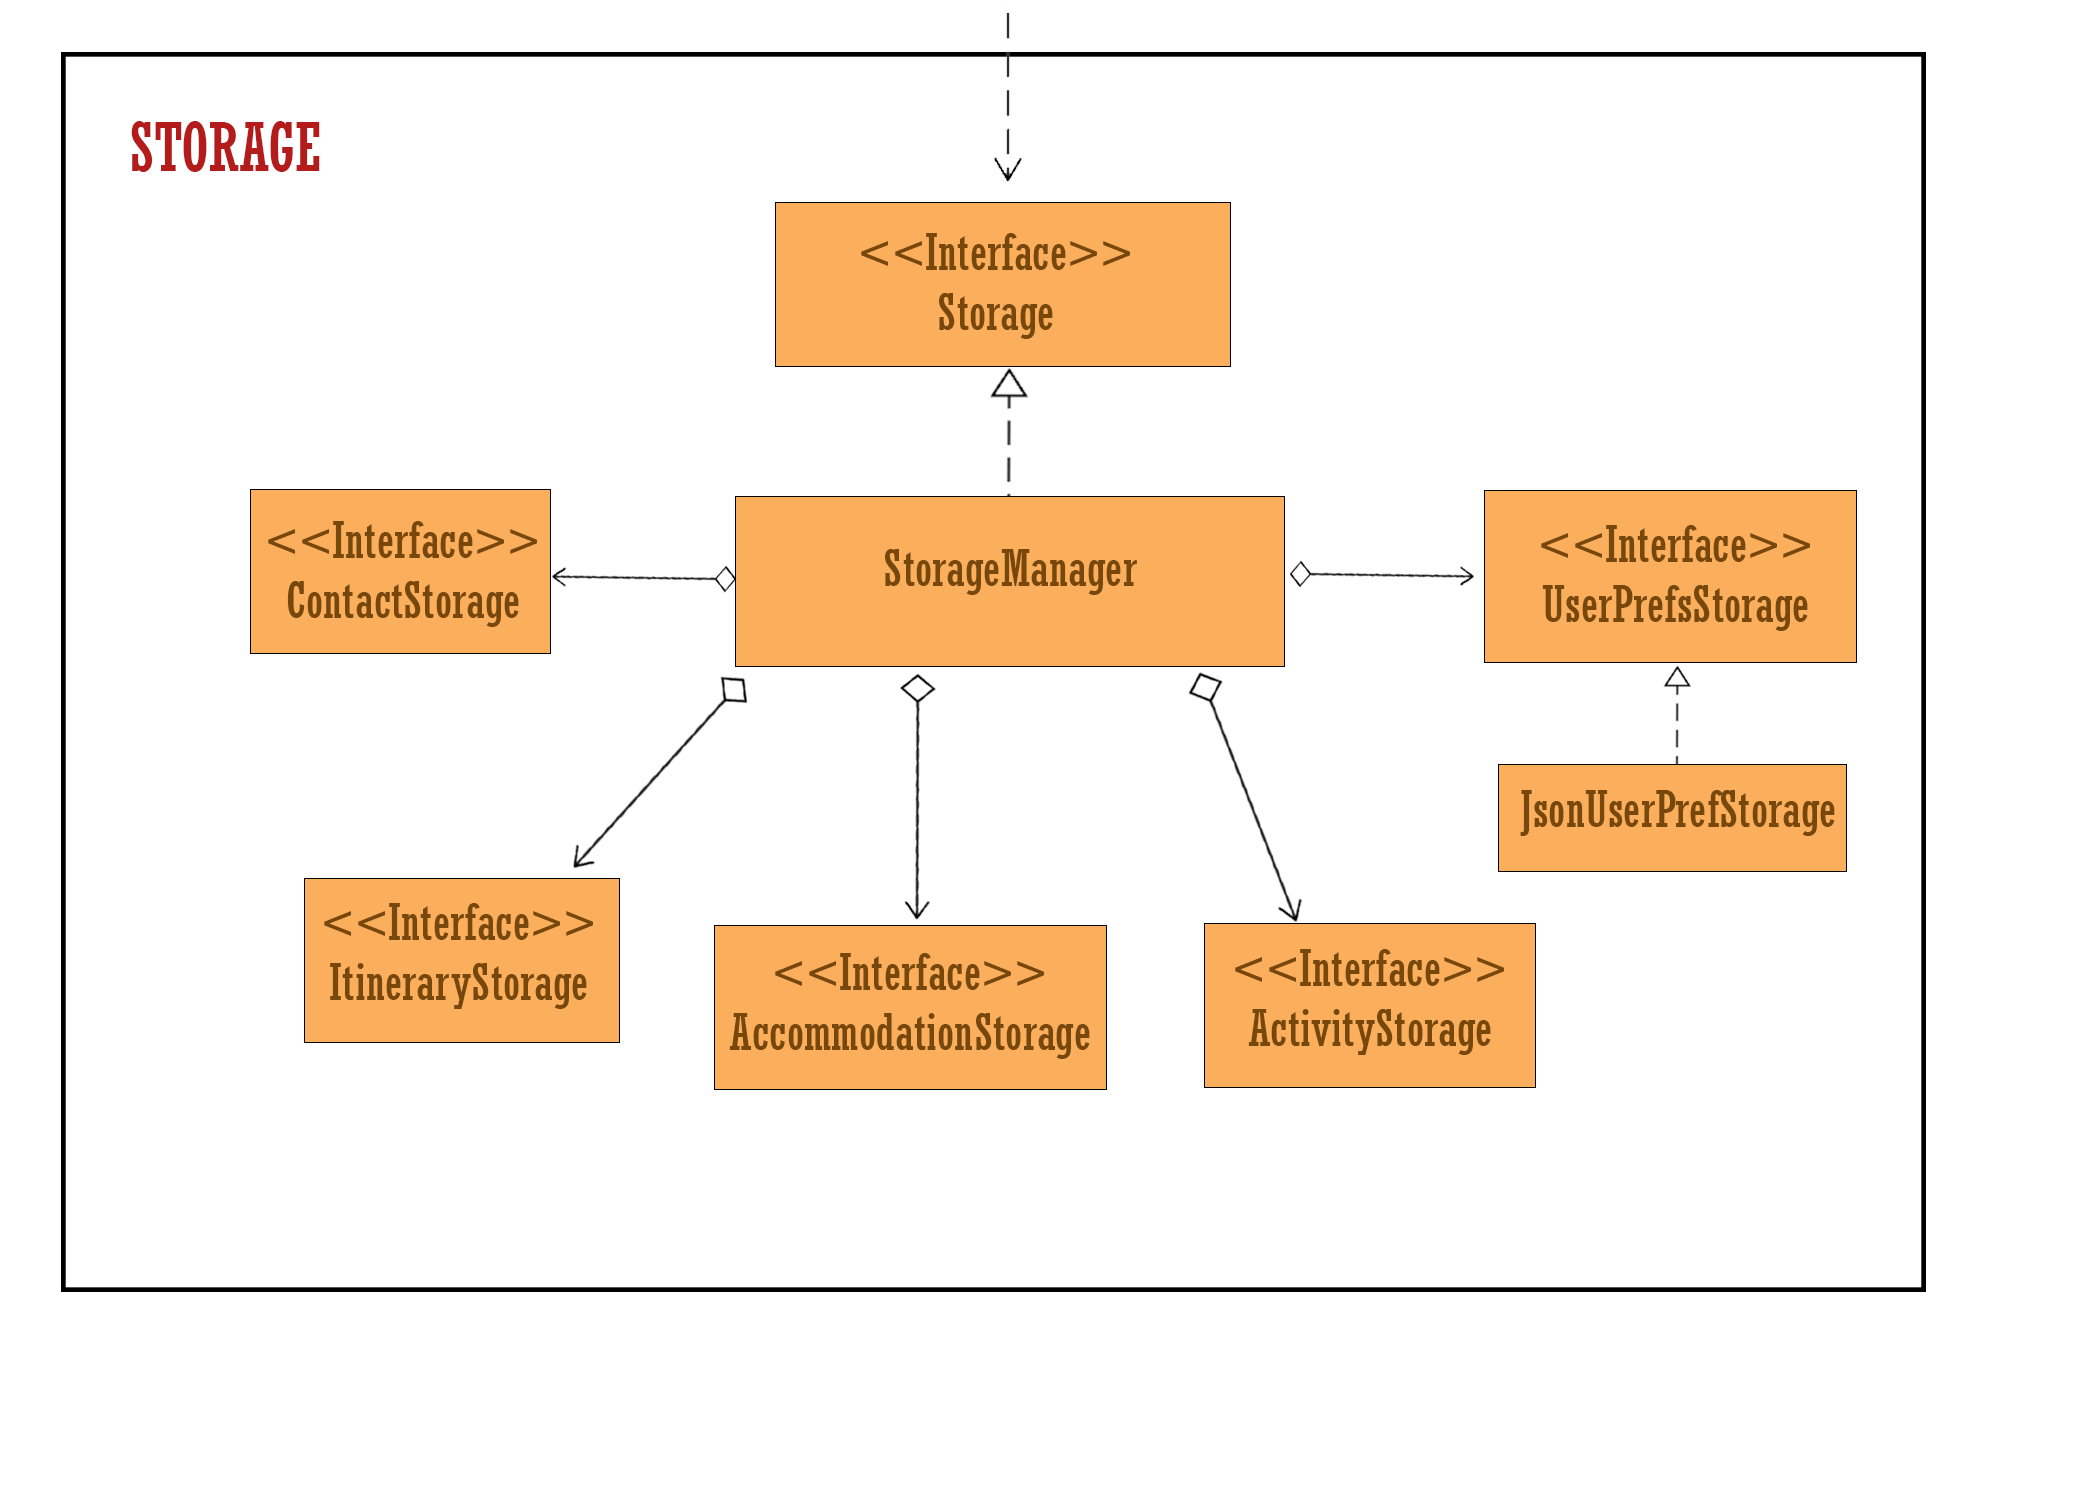 STORAGE
<<Interface>>
Storage
<<Interface>>
ContactStorage
StorageManager
<<Interface>>
UserPrefsStorage
JsonUserPrefStorage
<<Interface>>
ItineraryStorage
<<Interface>>
AccommodationStorage
<<Interface>>
ActivityStorage